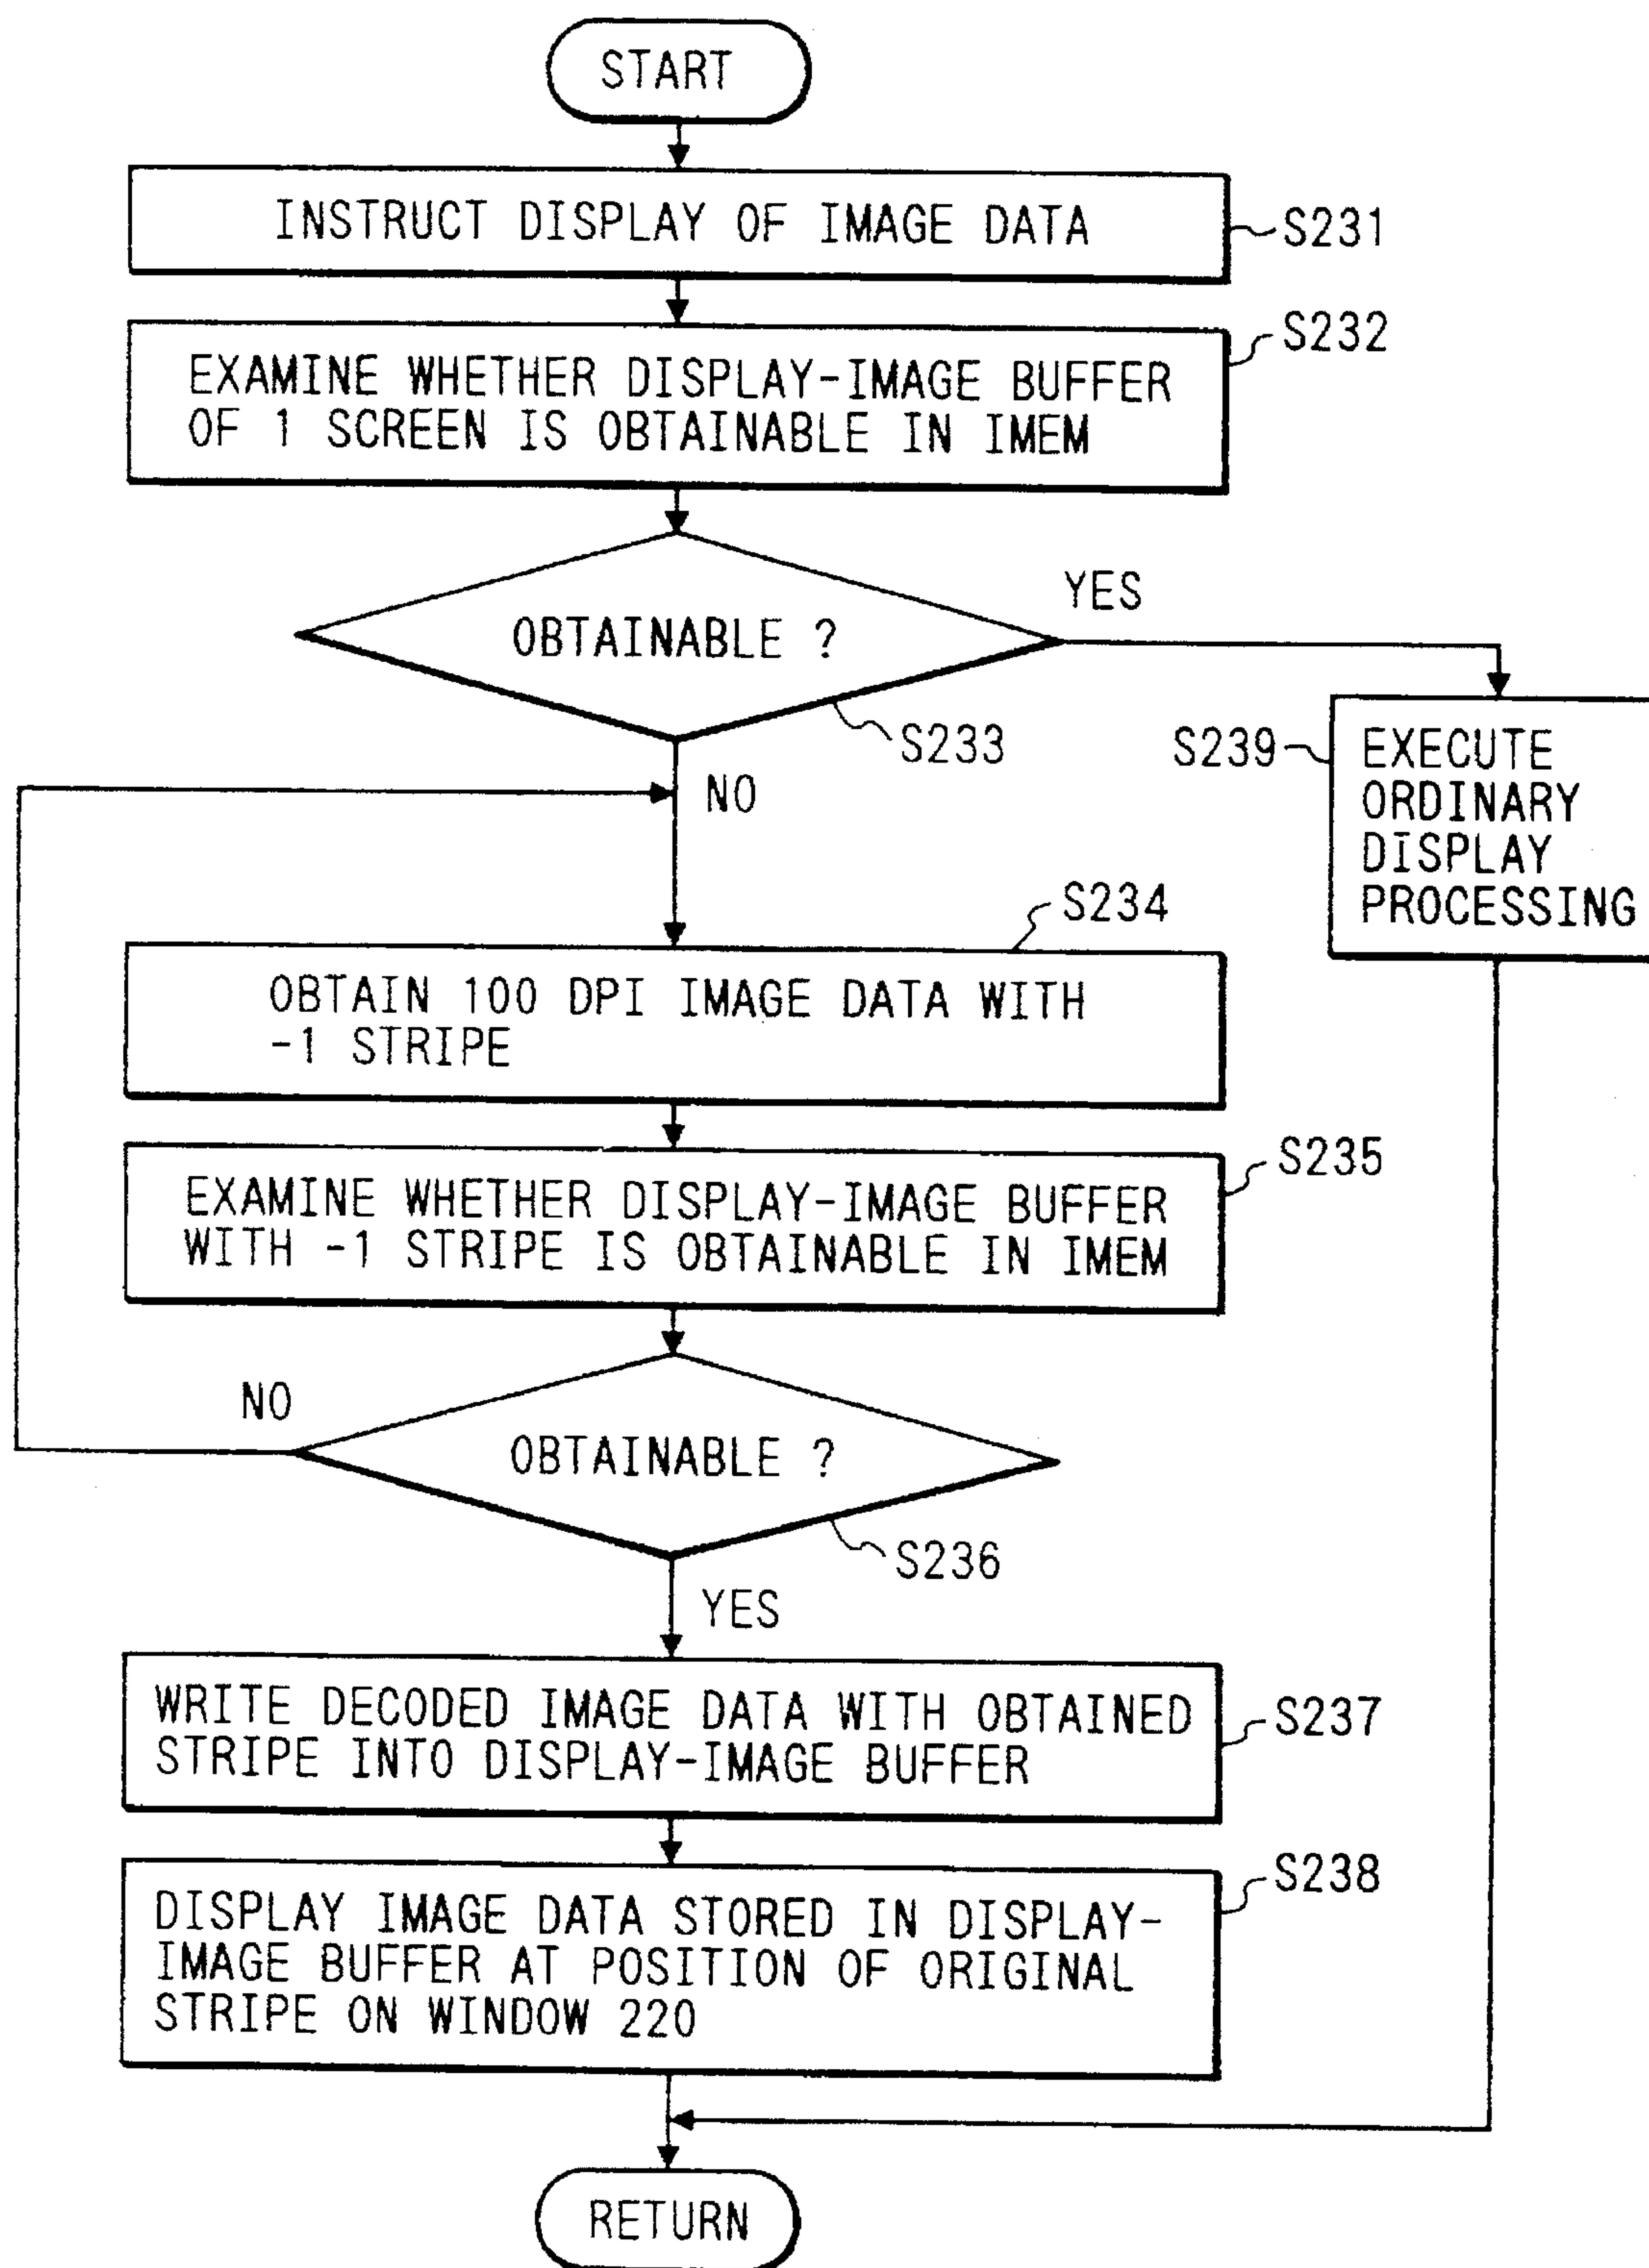 START
INSTRUCT DISPLAY OF IMAGE DATA
S231
S232
EXAMINE WHETHER DISPLAY-IMAGE BUFFER
OF 1 SCREEN IS OBTAINABLE IN IMEM
YES
OBTAINABLE ?
S233
S239
EXECUTE
ORDINARY
DISPLAY
PROCESSING
NO
S234
OBTAIN 100 DPI IMAGE DATA WITH
-1 STRIPE
S235
EXAMINE WHETHER DISPLAY-IMAGE BUFFER
WITH -1 STRIPE IS OBTAINABLE IN IMEM
NO
OBTAINABLE ?
S236
YES
WRITE DECODED IMAGE DATA WITH OBTAINED
STRIPE INTO DISPLAY-IMAGE BUFFER
S237
S238
DISPLAY IMAGE DATA STORED IN DISPLAY-
IMAGE BUFFER AT POSITION OF ORIGINAL
STRIPE ON WINDOW 220
RETURN